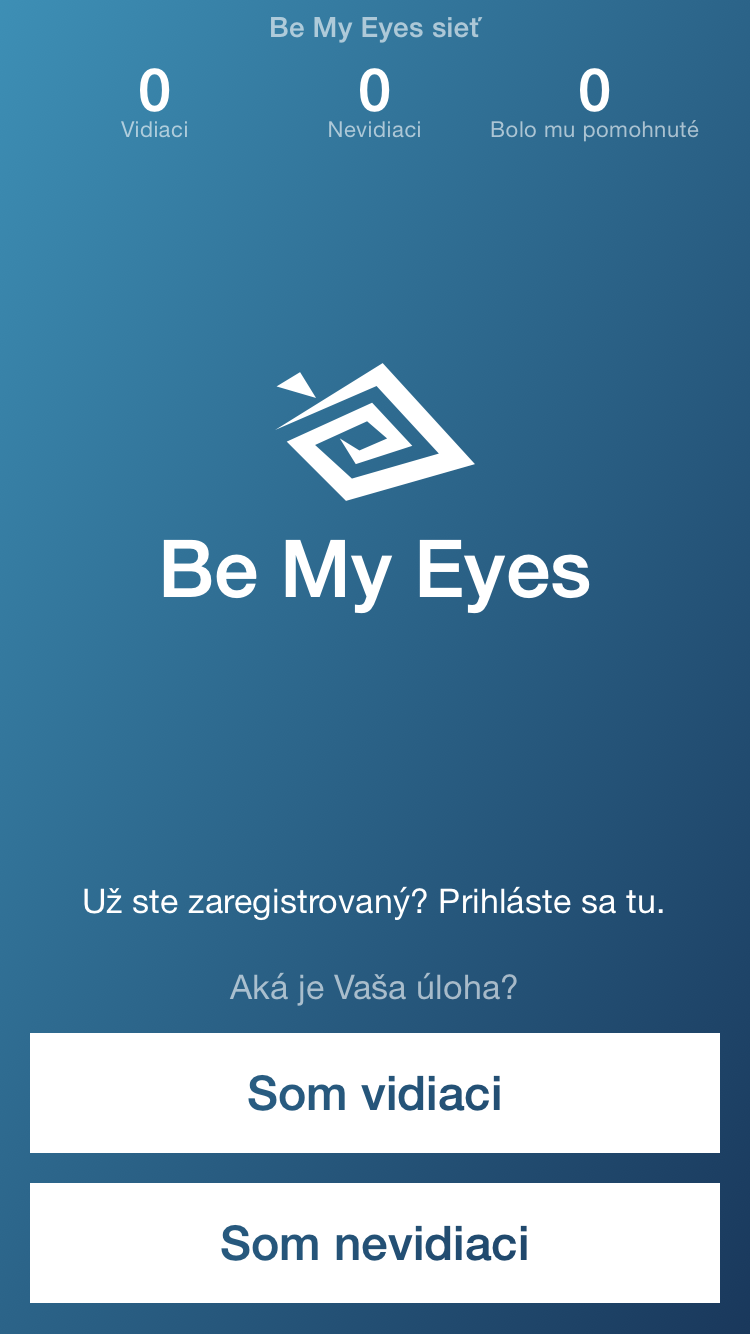 Be My Eyes sieť
0 0 0
Vidiaci Nevidiaci Bolo mu pomohnuté
Be My Eyes
Už ste zaregistrovaný? Prihláste sa tu.
Aká je Vaša úloha?
Som vidiaci
Som nevidiaci